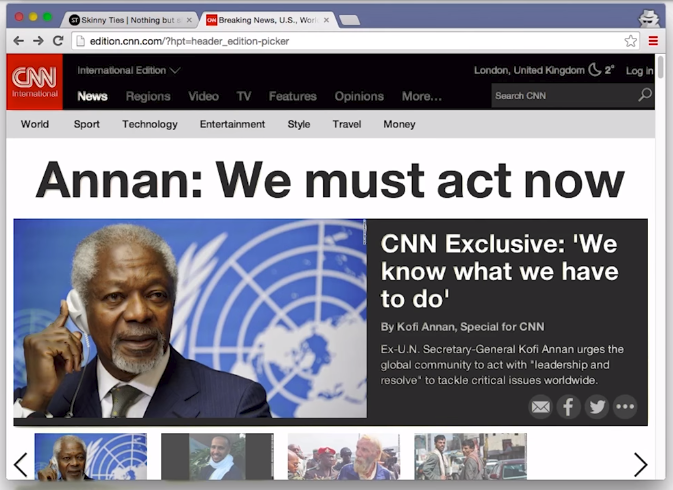 Skinny Ties | Nothing but a
Breaking News, U.S., Worl
edition.cnn.com/?hpt=header_edition-picker
CNN
International
International Edition
London, United Kingdom 2° Log in
News Regions Video TV Features Opinions More...
Search CNN
World Sport Technology Entertainment Style Travel Money
Annan: We must act now
CNN Exclusive: 'We
know what we have
to do'
By Kofi Annan, Special for CNN
Ex-U.N. Secretary-General Kofi Annan urges the
global community to act with "leadership and
resolve" to tackle critical issues worldwide.